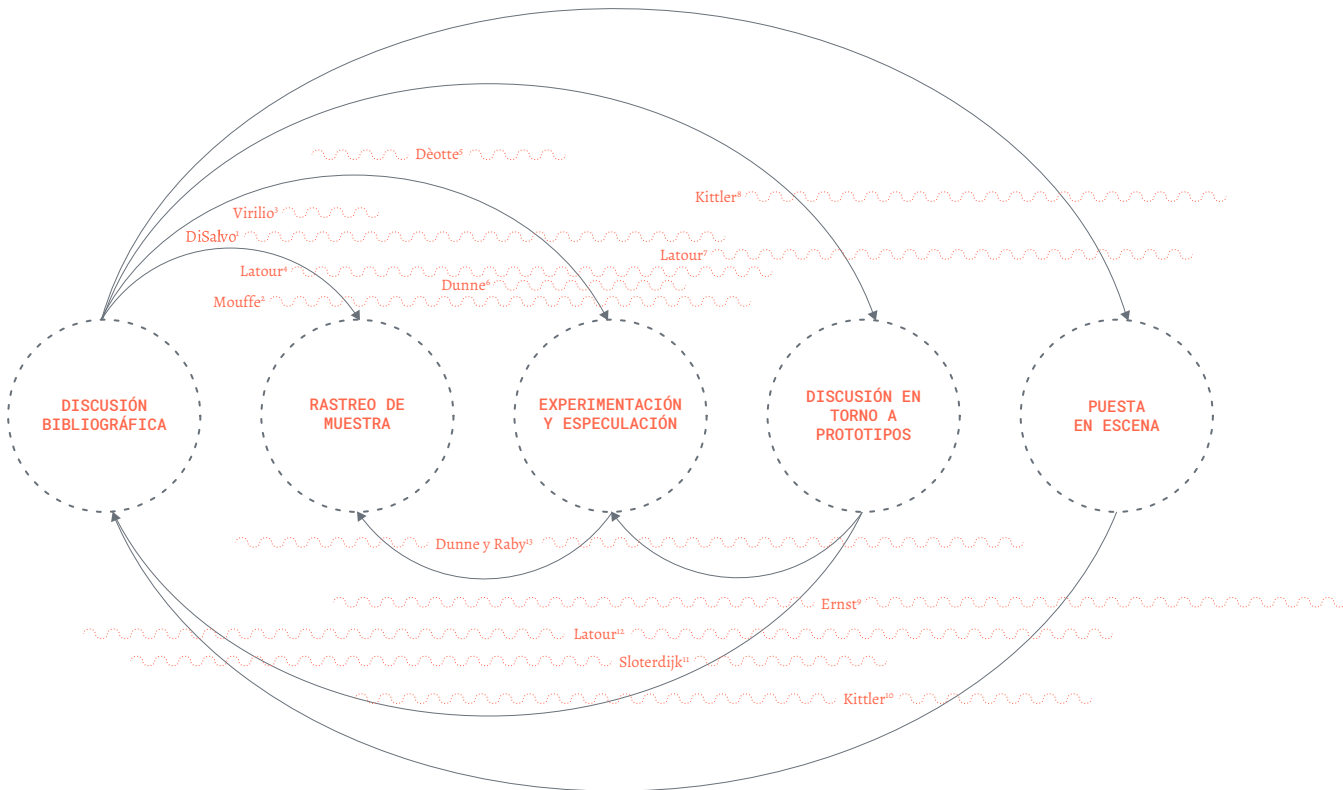 Dèotte⁵
Kittler⁸
Virilio³
DiSalvo¹
Latour⁷
Latour⁴
Dunne⁶
Mouffe²
DISCUSIÓN
BIBLIOGRÁFICA
RASTREO DE
MUESTRA
EXPERIMENTACIÓN
Y ESPECULACIÓN
DISCUSIÓN EN
TORNO A
PROTOTIPOS
PUESTA
EN ESCENA
Dunne y Raby¹³
Ernst⁹
Latour¹²
Sloterdijk¹¹
Kittler¹⁰